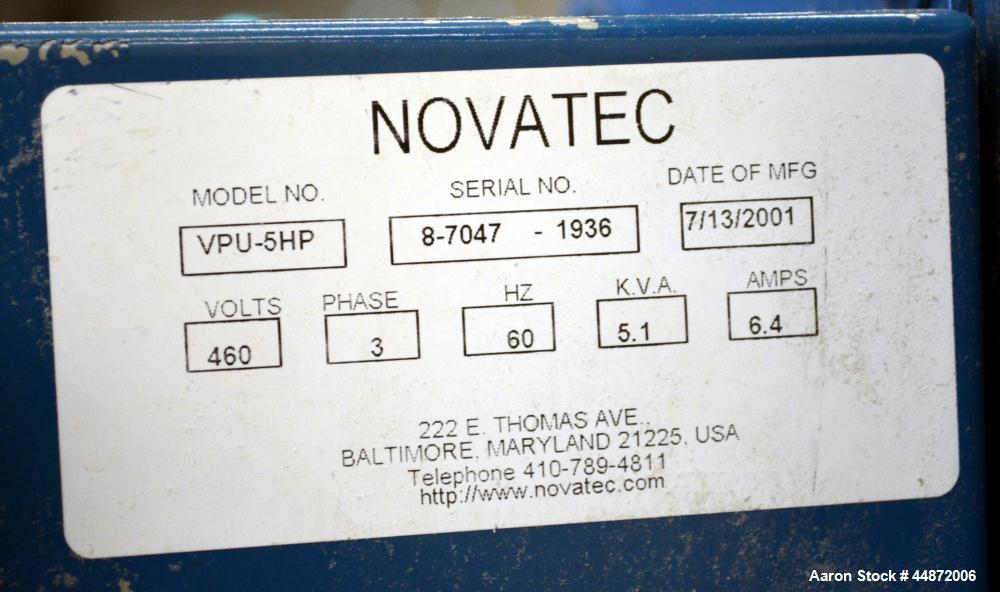 NOVATEC
MODEL NO. SERIAL NO. DATE OF MFG
VPU-5HP 8-7047 - 1936 7/13/2001
VOLTS PHASE HZ K.V.A. AMPS
460 3 60 5.1 6.4
222 E. THOMAS AVE.,
BALTIMORE, MARYLAND 21225, USA
Telephone 410-789-4811
http://www.novatec.com
Aaron Stock # 44872006